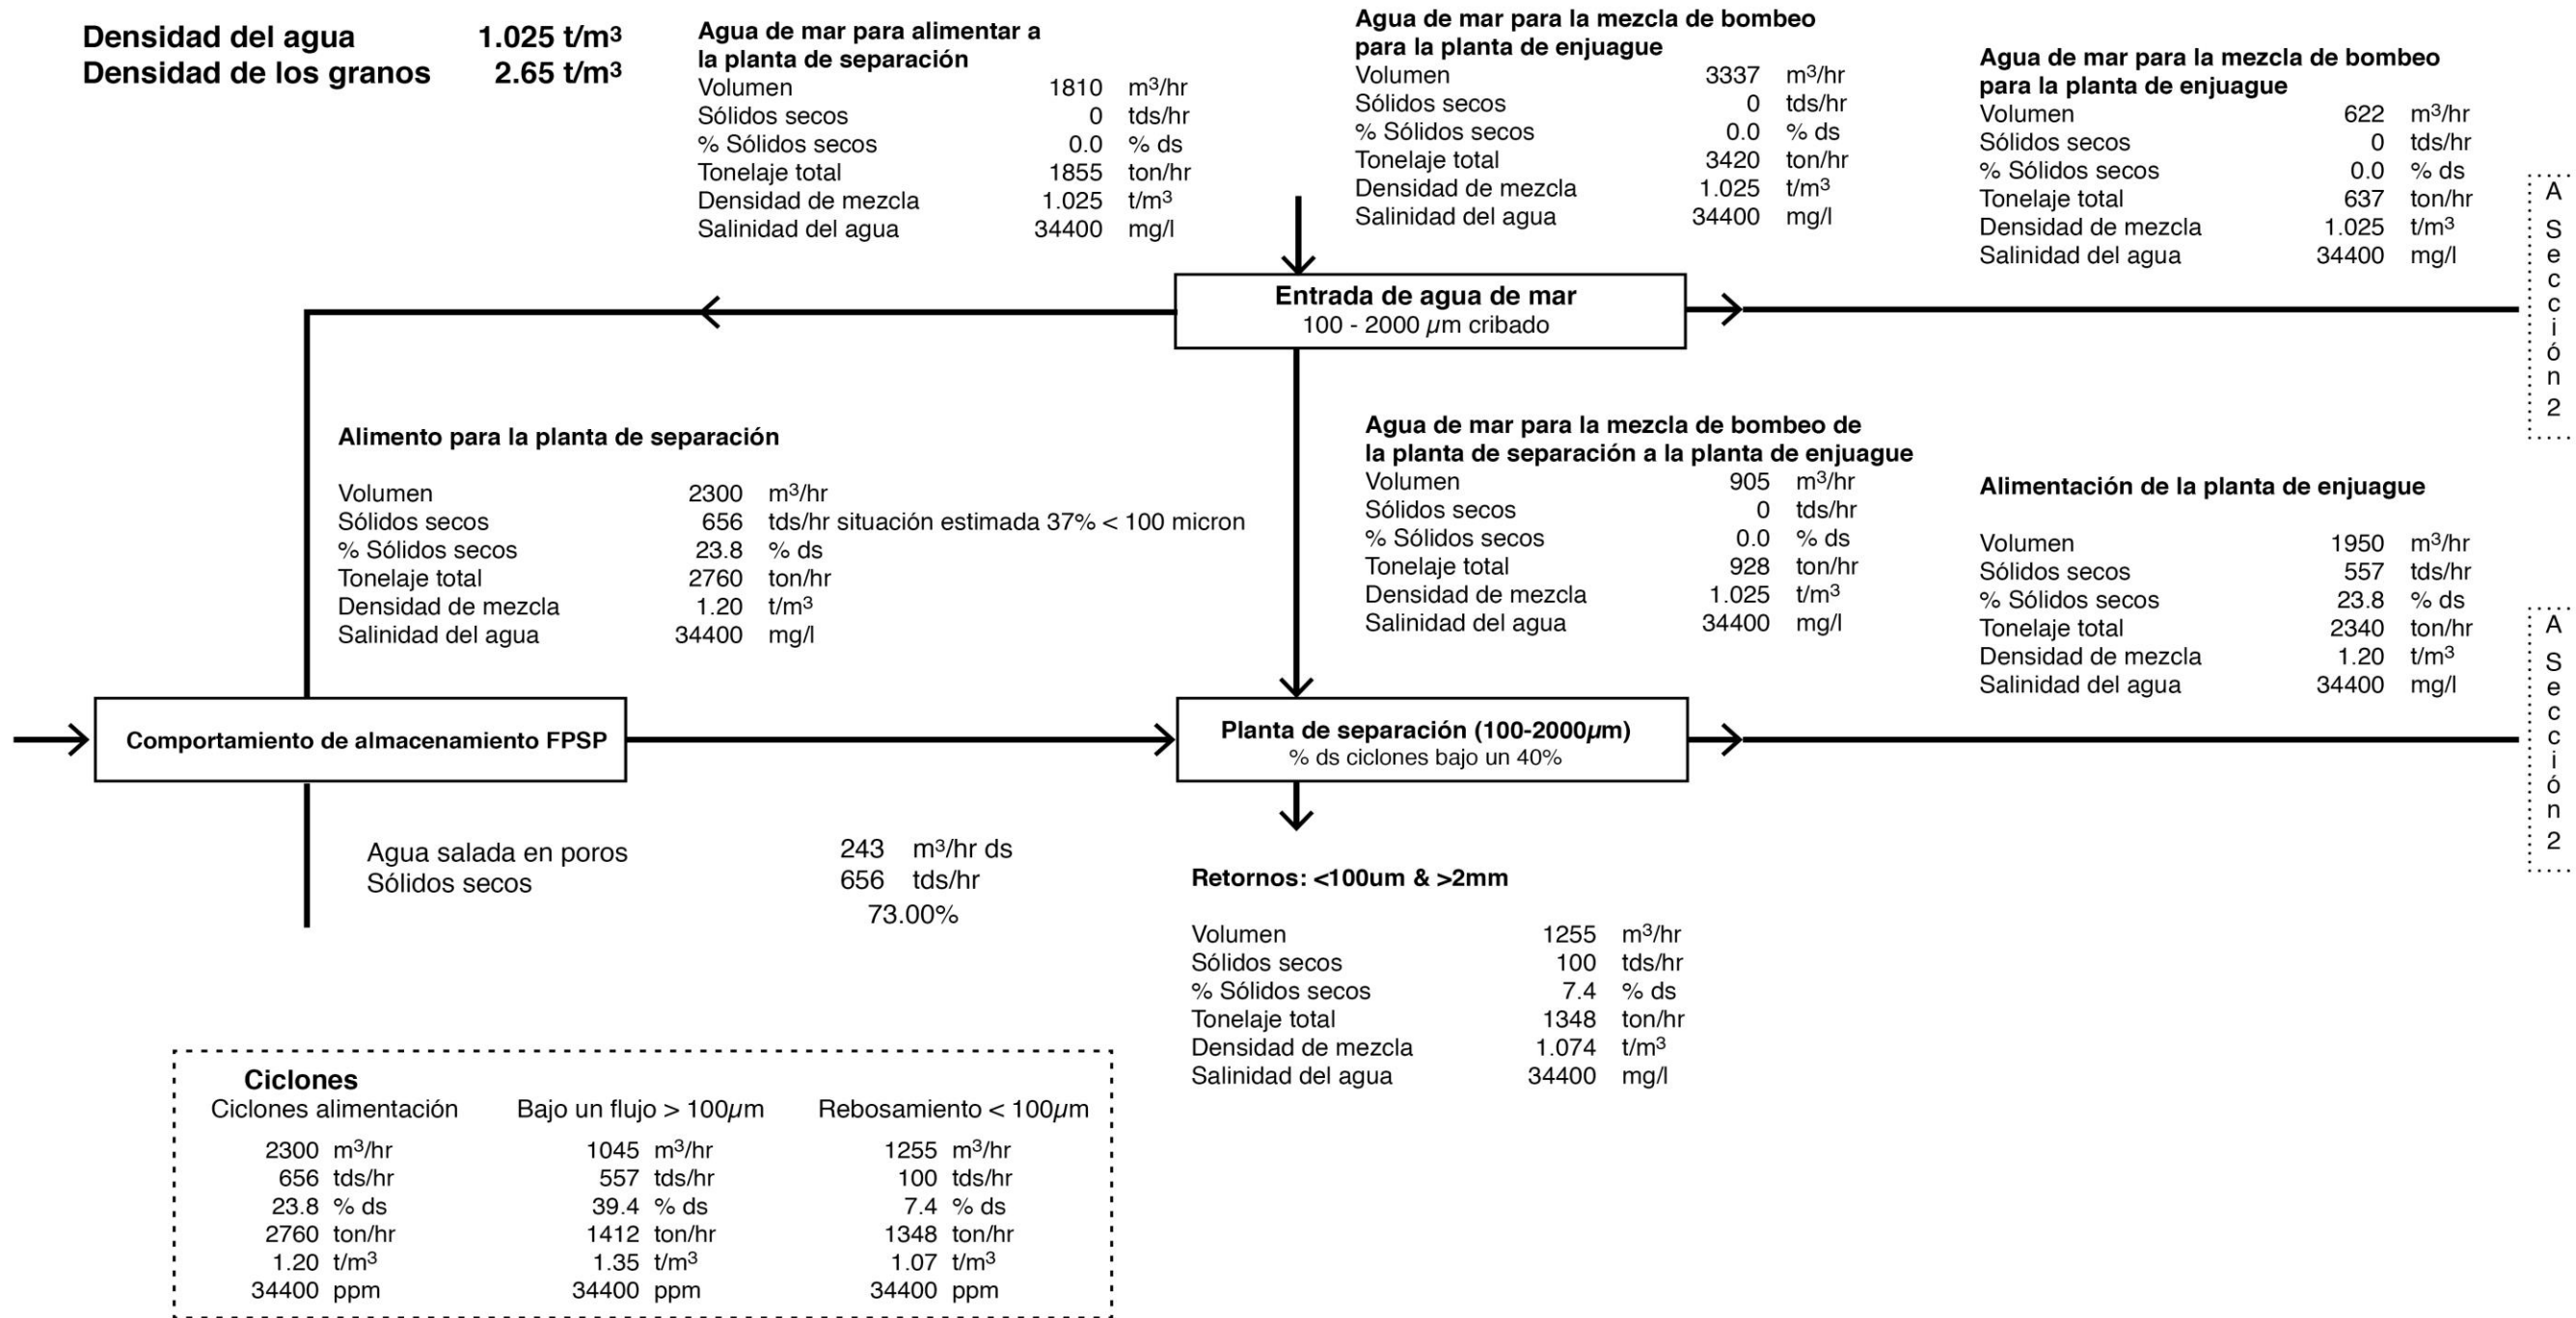 Densidad del agua 1.025 t/m³
Densidad de los granos 2.65 t/m³
Agua de mar para alimentar a
la planta de separación
Volumen 1810 m³/hr
Sólidos secos 0 tds/hr
% Sólidos secos 0.0 % ds
Tonelaje total 1855 ton/hr
Densidad de mezcla 1.025 t/m³
Salinidad del agua 34400 mg/l
Agua de mar para la mezcla de bombeo
para la planta de enjuague
Volumen 3337 m³/hr
Sólidos secos 0 tds/hr
% Sólidos secos 0.0 % ds
Tonelaje total 3420 ton/hr
Densidad de mezcla 1.025 t/m³
Salinidad del agua 34400 mg/l
Agua de mar para la mezcla de bombeo
para la planta de enjuague
Volumen 622 m³/hr
Sólidos secos 0 tds/hr
% Sólidos secos 0.0 % ds
Tonelaje total 637 ton/hr
Densidad de mezcla 1.025 t/m³
Salinidad del agua 34400 mg/l
A Sección 2
Entrada de agua de mar
100 - 2000 µm cribado
Alimento para la planta de separación
Volumen 2300 m³/hr
Sólidos secos 656 tds/hr situación estimada 37% < 100 micron
% Sólidos secos 23.8 % ds
Tonelaje total 2760 ton/hr
Densidad de mezcla 1.20 t/m³
Salinidad del agua 34400 mg/l
Agua de mar para la mezcla de bombeo de
la planta de separación a la planta de enjuague
Volumen 905 m³/hr
Sólidos secos 0 tds/hr
% Sólidos secos 0.0 % ds
Tonelaje total 928 ton/hr
Densidad de mezcla 1.025 t/m³
Salinidad del agua 34400 mg/l
Alimentación de la planta de enjuague
Volumen 1950 m³/hr
Sólidos secos 557 tds/hr
% Sólidos secos 23.8 % ds
Tonelaje total 2340 ton/hr
Densidad de mezcla 1.20 t/m³
Salinidad del agua 34400 mg/l
A Sección 2
Comportamiento de almacenamiento FPSP
Planta de separación (100-2000µm)
% ds ciclones bajo un 40%
Agua salada en poros 243 m³/hr ds
Sólidos secos 656 tds/hr
73.00%
Retornos: <100um & >2mm
Volumen 1255 m³/hr
Sólidos secos 100 tds/hr
% Sólidos secos 7.4 % ds
Tonelaje total 1348 ton/hr
Densidad de mezcla 1.074 t/m³
Salinidad del agua 34400 mg/l
Ciclones
Ciclones alimentación Bajo un flujo > 100µm Rebosamiento < 100µm
2300 m³/hr 1045 m³/hr 1255 m³/hr
656 tds/hr 557 tds/hr 100 tds/hr
23.8 % ds 39.4 % ds 7.4 % ds
2760 ton/hr 1412 ton/hr 1348 ton/hr
1.20 t/m³ 1.35 t/m³ 1.07 t/m³
34400 ppm 34400 ppm 34400 ppm